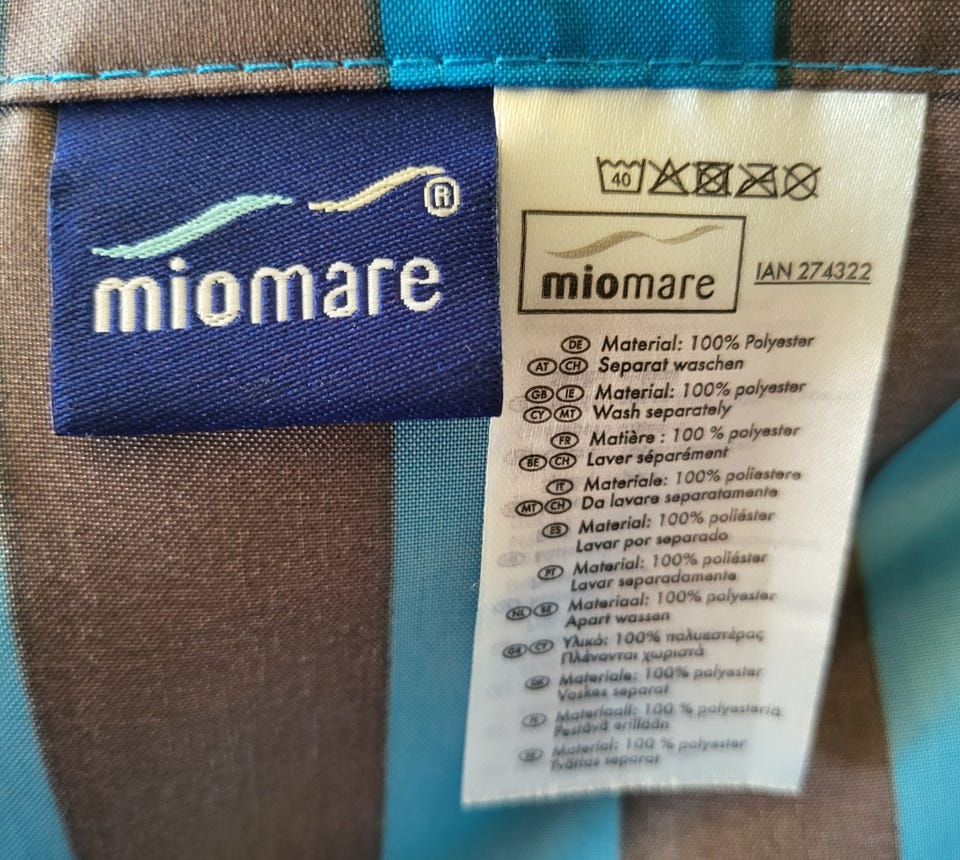 miomare®
40
miomare
IAN 274322
DE Material: 100% Polyester
AT CH Separat waschen
GB IE Material: 100% polyester
CY MT Wash separately
FR Matière : 100 % polyester
BE CH Laver séparément
IT Materiale: 100% poliestere
MT CH Da lavare separatamente
ES Material: 100% poliéster
Lavar por separado
PT Material: 100% poliéster
Lavar separadamente
NL BE Materiaal: 100% polyester
Apart wassen
GR CY Υλικό: 100% πολυεστέρας
Πλένονται χωριστά
DK Materiale: 100% polyester
Vaskes separat
FI Materiaali: 100 % polyesteriä
Pestävä erillään
SE Material: 100 % polyester
Tvättas separat